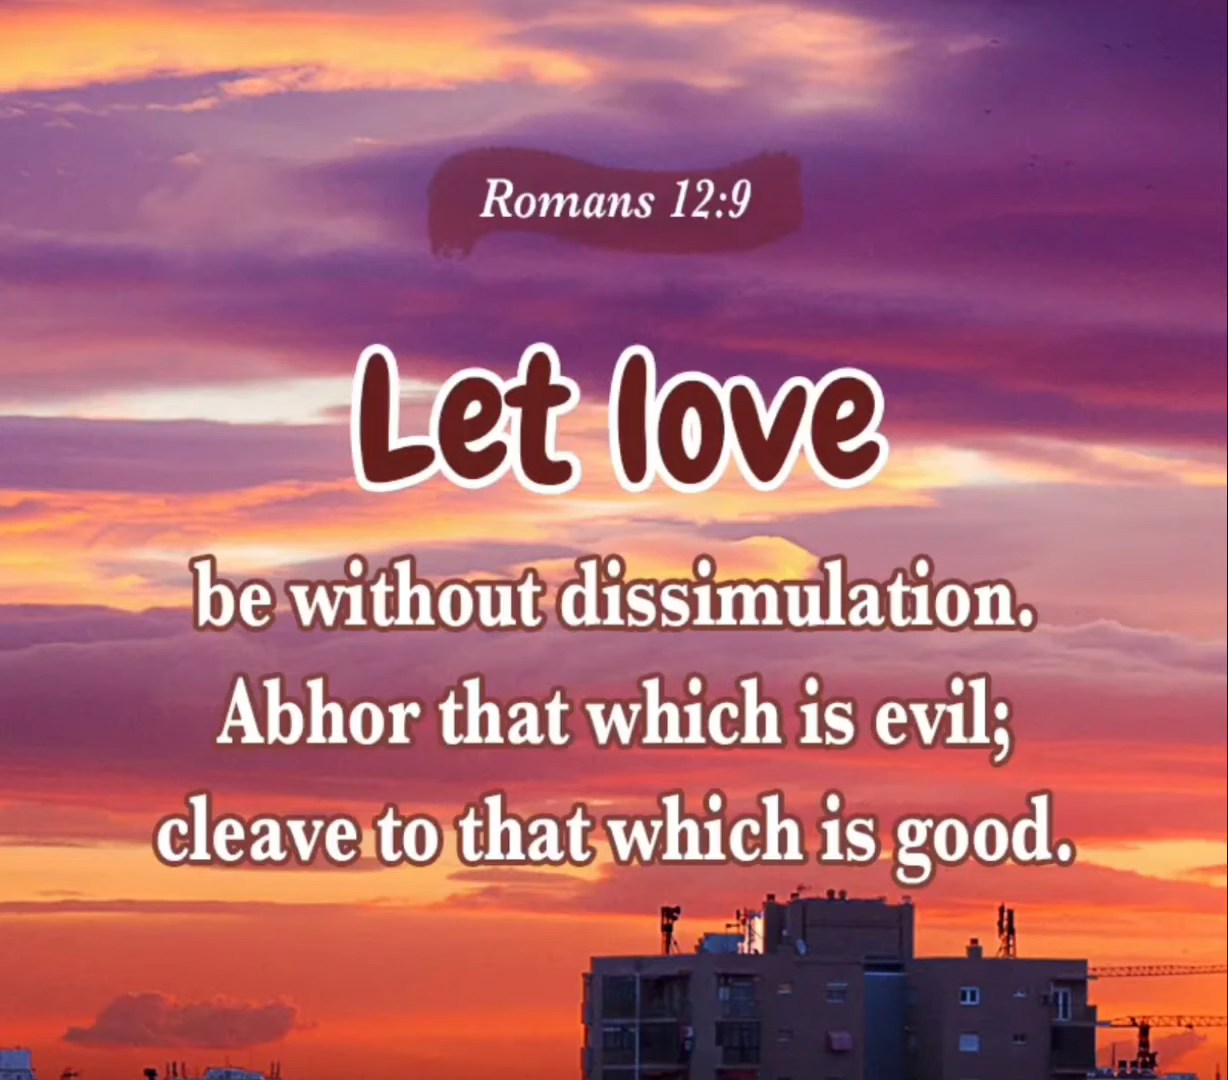 Romans 12:9
Let love
be without dissimulation.
Abhor that which is evil;
cleave to that which is good.